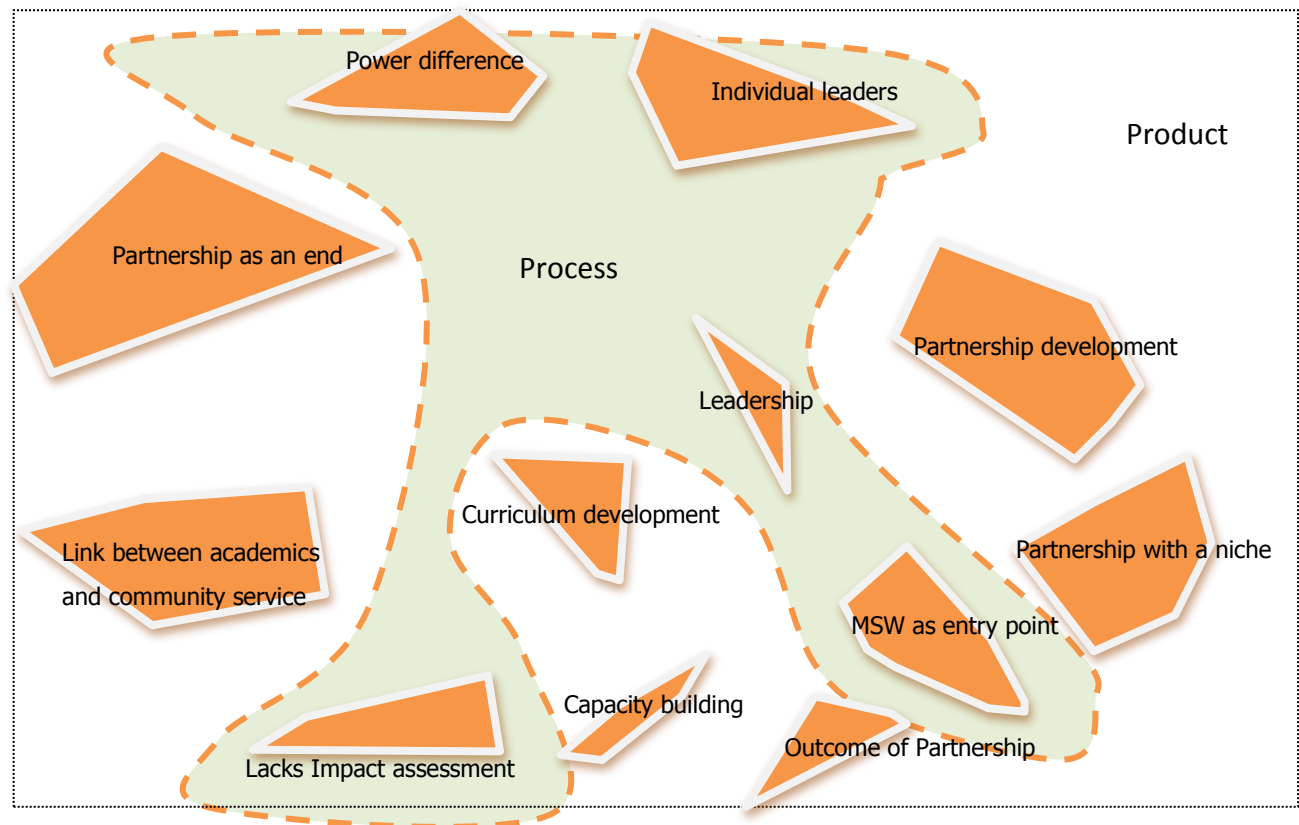 Power difference
Individual leaders
Product
Partnership as an end
Process
Partnership development
Leadership
Curriculum development
Link between academics
and community service
Partnership with a niche
MSW as entry point
Capacity building
Outcome of Partnership
Lacks Impact assessment